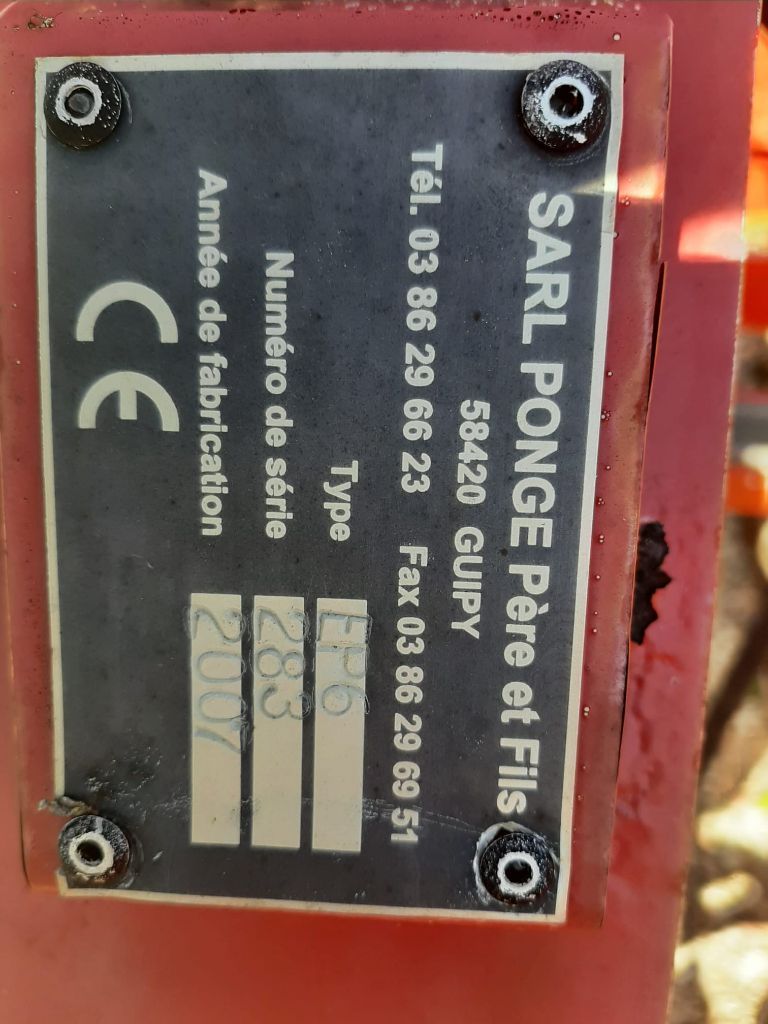 SARL PONGE Père et Fils
58420 GUIPY
Tél. 03 86 29 66 23 Fax 03 86 29 69 51
Type EP6
Numéro de série 283
Année de fabrication 2007
CE